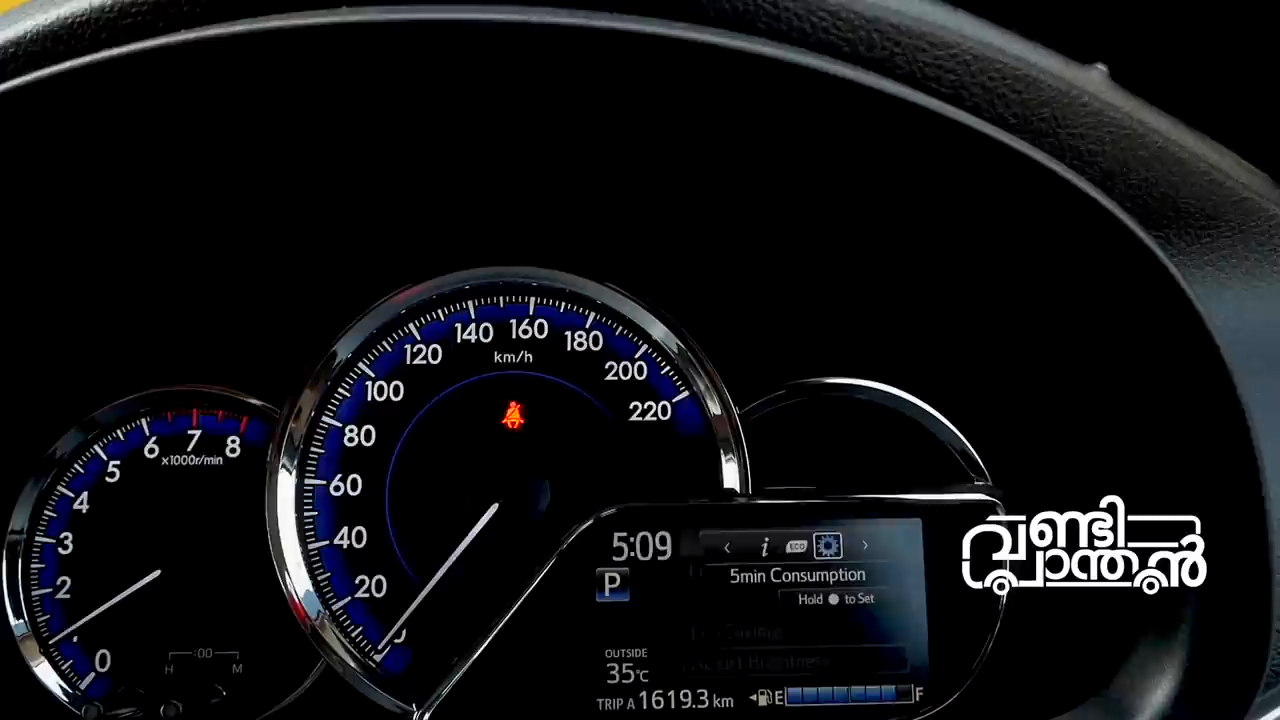 0
2
3
4
5
6
7
8
x1000r/min
H
:00
M
20
40
60
80
100
120
140
160
180
200
220
km/h
5:09
P
i
ECO
5min Consumption
Hold to Set
OUTSIDE
35°C
TRIP A 1619.3 km
E
F
വണ്ടി
ഭ്രാന്തൻ